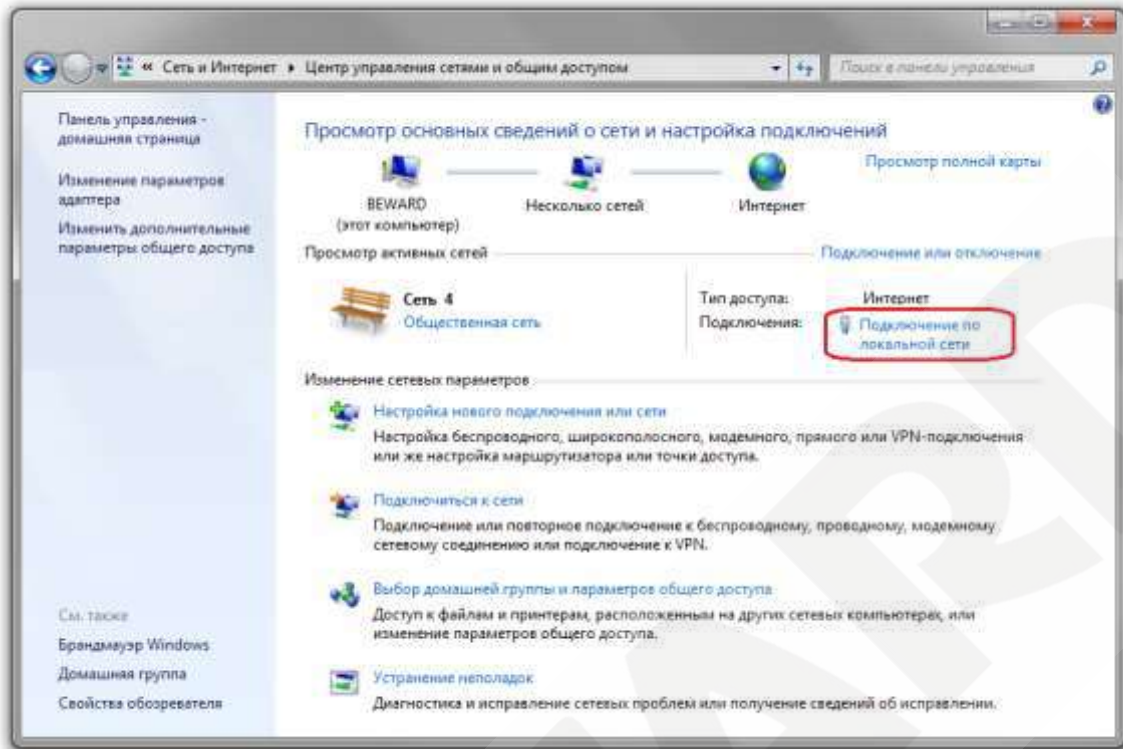 « Сеть и Интернет ▸ Центр управления сетями и общим доступом
Поиск в панели управления
Панель управления -
домашняя страница
Изменение параметров
адаптера
Изменить дополнительные
параметры общего доступа
Просмотр основных сведений о сети и настройка подключений
Просмотр полной карты
BEWARD
(этот компьютер)
Несколько сетей
Интернет
Просмотр активных сетей
Подключение или отключение
Сеть 4
Общественная сеть
Тип доступа: Интернет
Подключения: Подключение по
локальной сети
Изменение сетевых параметров
Настройка нового подключения или сети
Настройка беспроводного, широкополосного, модемного, прямого или VPN-подключения
или же настройка маршрутизатора или точки доступа.
Подключиться к сети
Подключение или повторное подключение к беспроводному, проводному, модемному
сетевому соединению или подключение к VPN.
Выбор домашней группы и параметров общего доступа
Доступ к файлам и принтерам, расположенным на других сетевых компьютерах, или
изменение параметров общего доступа.
Устранение неполадок
Диагностика и исправление сетевых проблем или получение сведений об исправлении.
См. также
Брандмауэр Windows
Домашняя группа
Свойства обозревателя